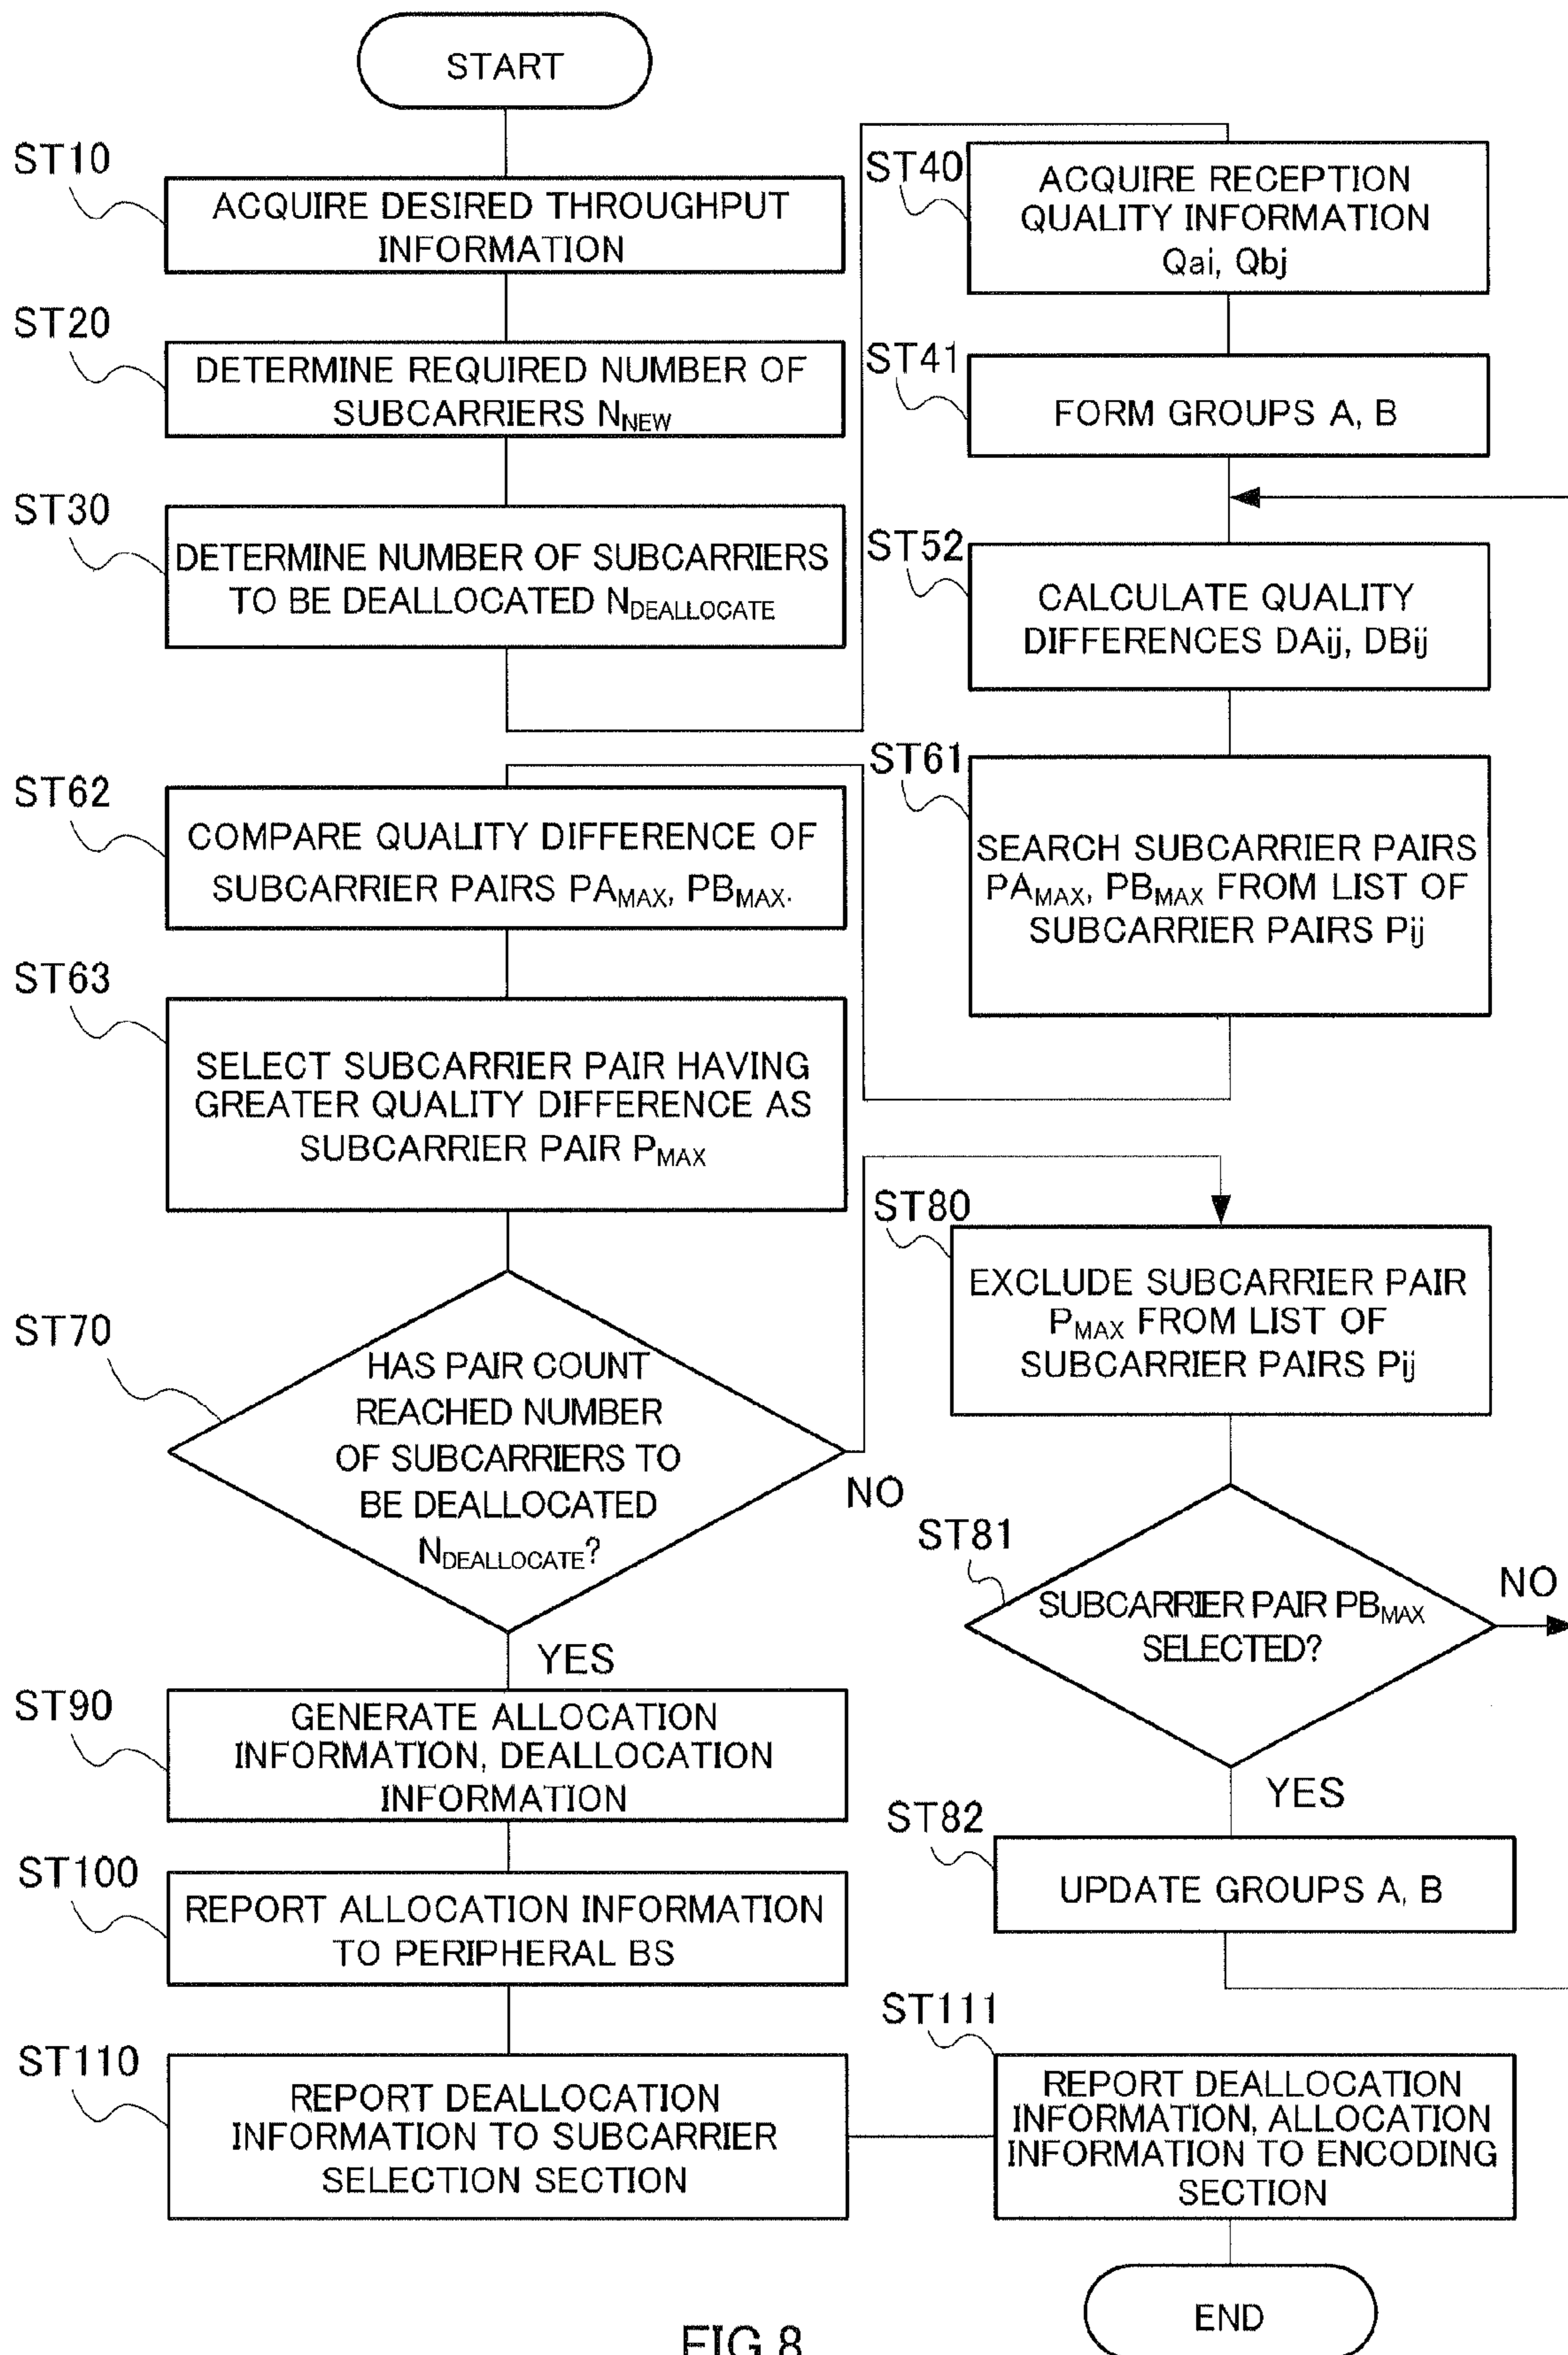 START
ST10
ACQUIRE DESIRED THROUGHPUT
INFORMATION
ST20
DETERMINE REQUIRED NUMBER OF
SUBCARRIERS NNEW
ST30
DETERMINE NUMBER OF SUBCARRIERS
TO BE DEALLOCATED NDEALLOCATE
ST40
ACQUIRE RECEPTION
QUALITY INFORMATION
Qai, Qbj
ST41
FORM GROUPS A, B
ST52
CALCULATE QUALITY
DIFFERENCES DAij, DBij
ST61
SEARCH SUBCARRIER PAIRS
PAMAX, PBMAX FROM LIST OF
SUBCARRIER PAIRS Pij
ST62
COMPARE QUALITY DIFFERENCE OF
SUBCARRIER PAIRS PAMAX, PBMAX.
ST63
SELECT SUBCARRIER PAIR HAVING
GREATER QUALITY DIFFERENCE AS
SUBCARRIER PAIR PMAX
ST70
HAS PAIR COUNT
REACHED NUMBER
OF SUBCARRIERS TO
BE DEALLOCATED
NDEALLOCATE?
NO
YES
ST80
EXCLUDE SUBCARRIER PAIR
PMAX FROM LIST OF
SUBCARRIER PAIRS Pij
ST81
SUBCARRIER PAIR PBMAX
SELECTED?
NO
YES
ST82
UPDATE GROUPS A, B
ST90
GENERATE ALLOCATION
INFORMATION, DEALLOCATION
INFORMATION
ST100
REPORT ALLOCATION INFORMATION
TO PERIPHERAL BS
ST110
REPORT DEALLOCATION
INFORMATION TO SUBCARRIER
SELECTION SECTION
ST111
REPORT DEALLOCATION
INFORMATION, ALLOCATION
INFORMATION TO ENCODING
SECTION
END
FIG.8